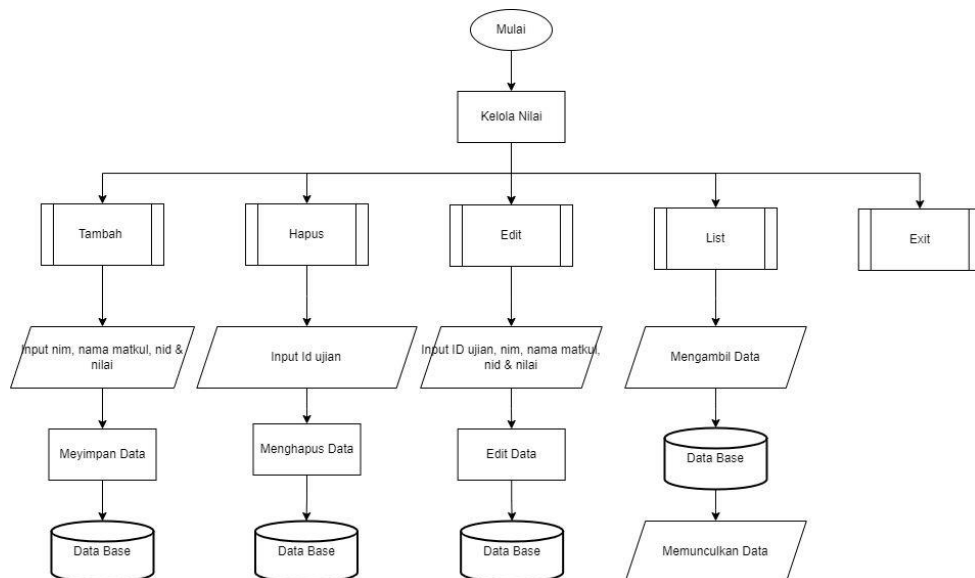 Mulai
Kelola Nilai
Tambah
Hapus
Edit
List
Exit
Input nim, nama matkul, nid &
nilai
Input Id ujian
Input ID ujian, nim, nama matkul,
nid & nilai
Mengambil Data
Meyimpan Data
Menghapus Data
Edit Data
Data Base
Data Base
Data Base
Data Base
Memunculkan Data